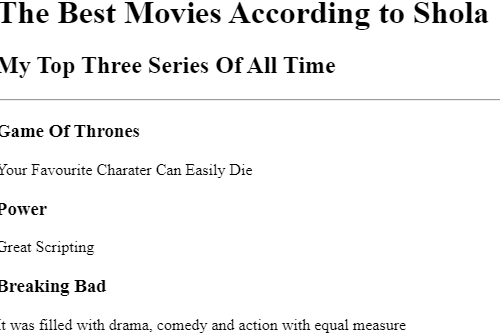 The Best Movies According to Shola
My Top Three Series Of All Time
Game Of Thrones
Your Favourite Charater Can Easily Die
Power
Great Scripting
Breaking Bad
It was filled with drama, comedy and action with equal measure